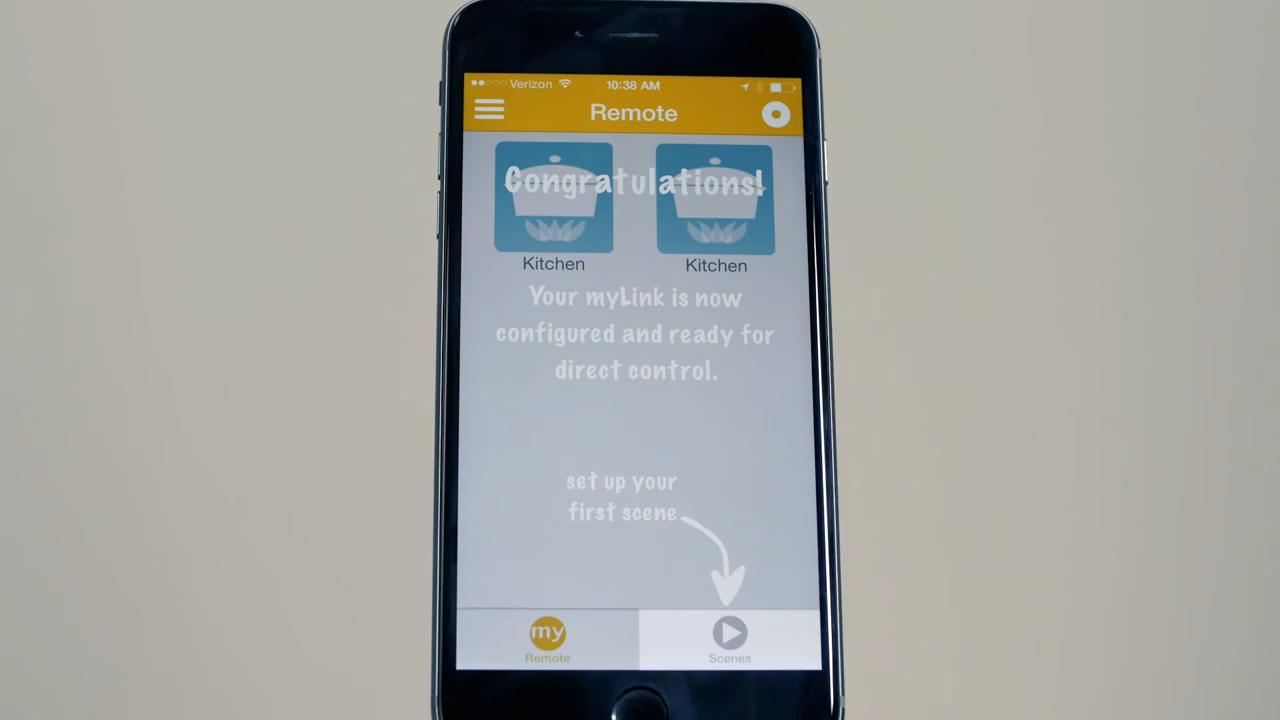 Verizon 10:38 AM
Remote
Congratulations!
Kitchen Kitchen
Your myLink is now
configured and ready for
direct control.
set up your
first scene
my
Remote Scenes